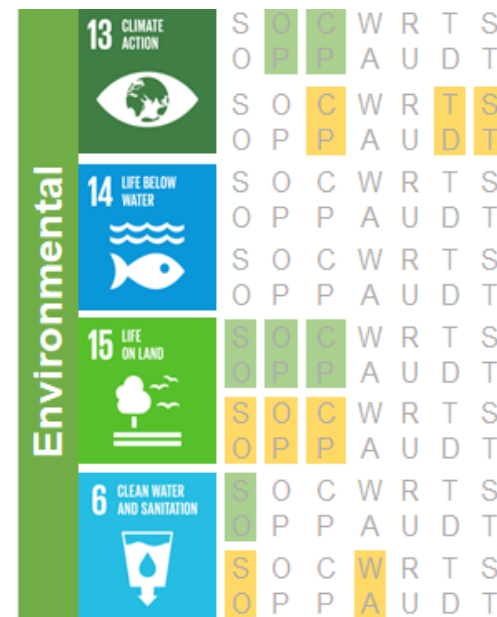 Environmental
13 CLIMATE
ACTION
S O C W R T S
O P P A U D T
S O C W R T S
O P P A U D T
14 LIFE BELOW
WATER
S O C W R T S
O P P A U D T
S O C W R T S
O P P A U D T
15 LIFE
ON LAND
S O C W R T S
O P P A U D T
S O C W R T S
O P P A U D T
6 CLEAN WATER
AND SANITATION
S O C W R T S
O P P A U D T
S O C W R T S
O P P A U D T